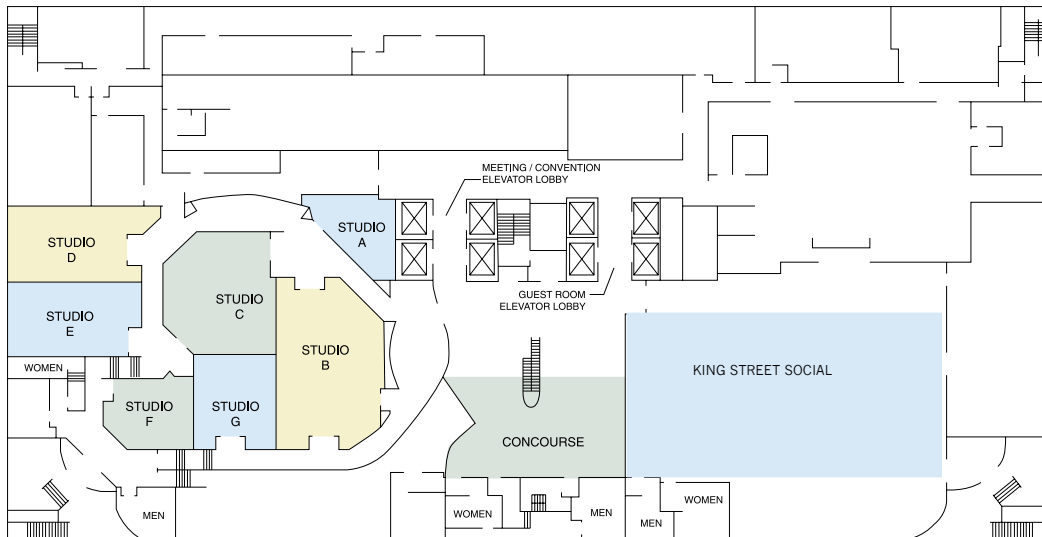 MEETING / CONVENTION
ELEVATOR LOBBY
STUDIO
A
STUDIO
D
STUDIO
C
GUEST ROOM
ELEVATOR LOBBY
STUDIO
E
STUDIO
B
WOMEN
KING STREET SOCIAL
STUDIO
F
STUDIO
G
CONCOURSE
MEN
WOMEN
MEN
MEN
WOMEN